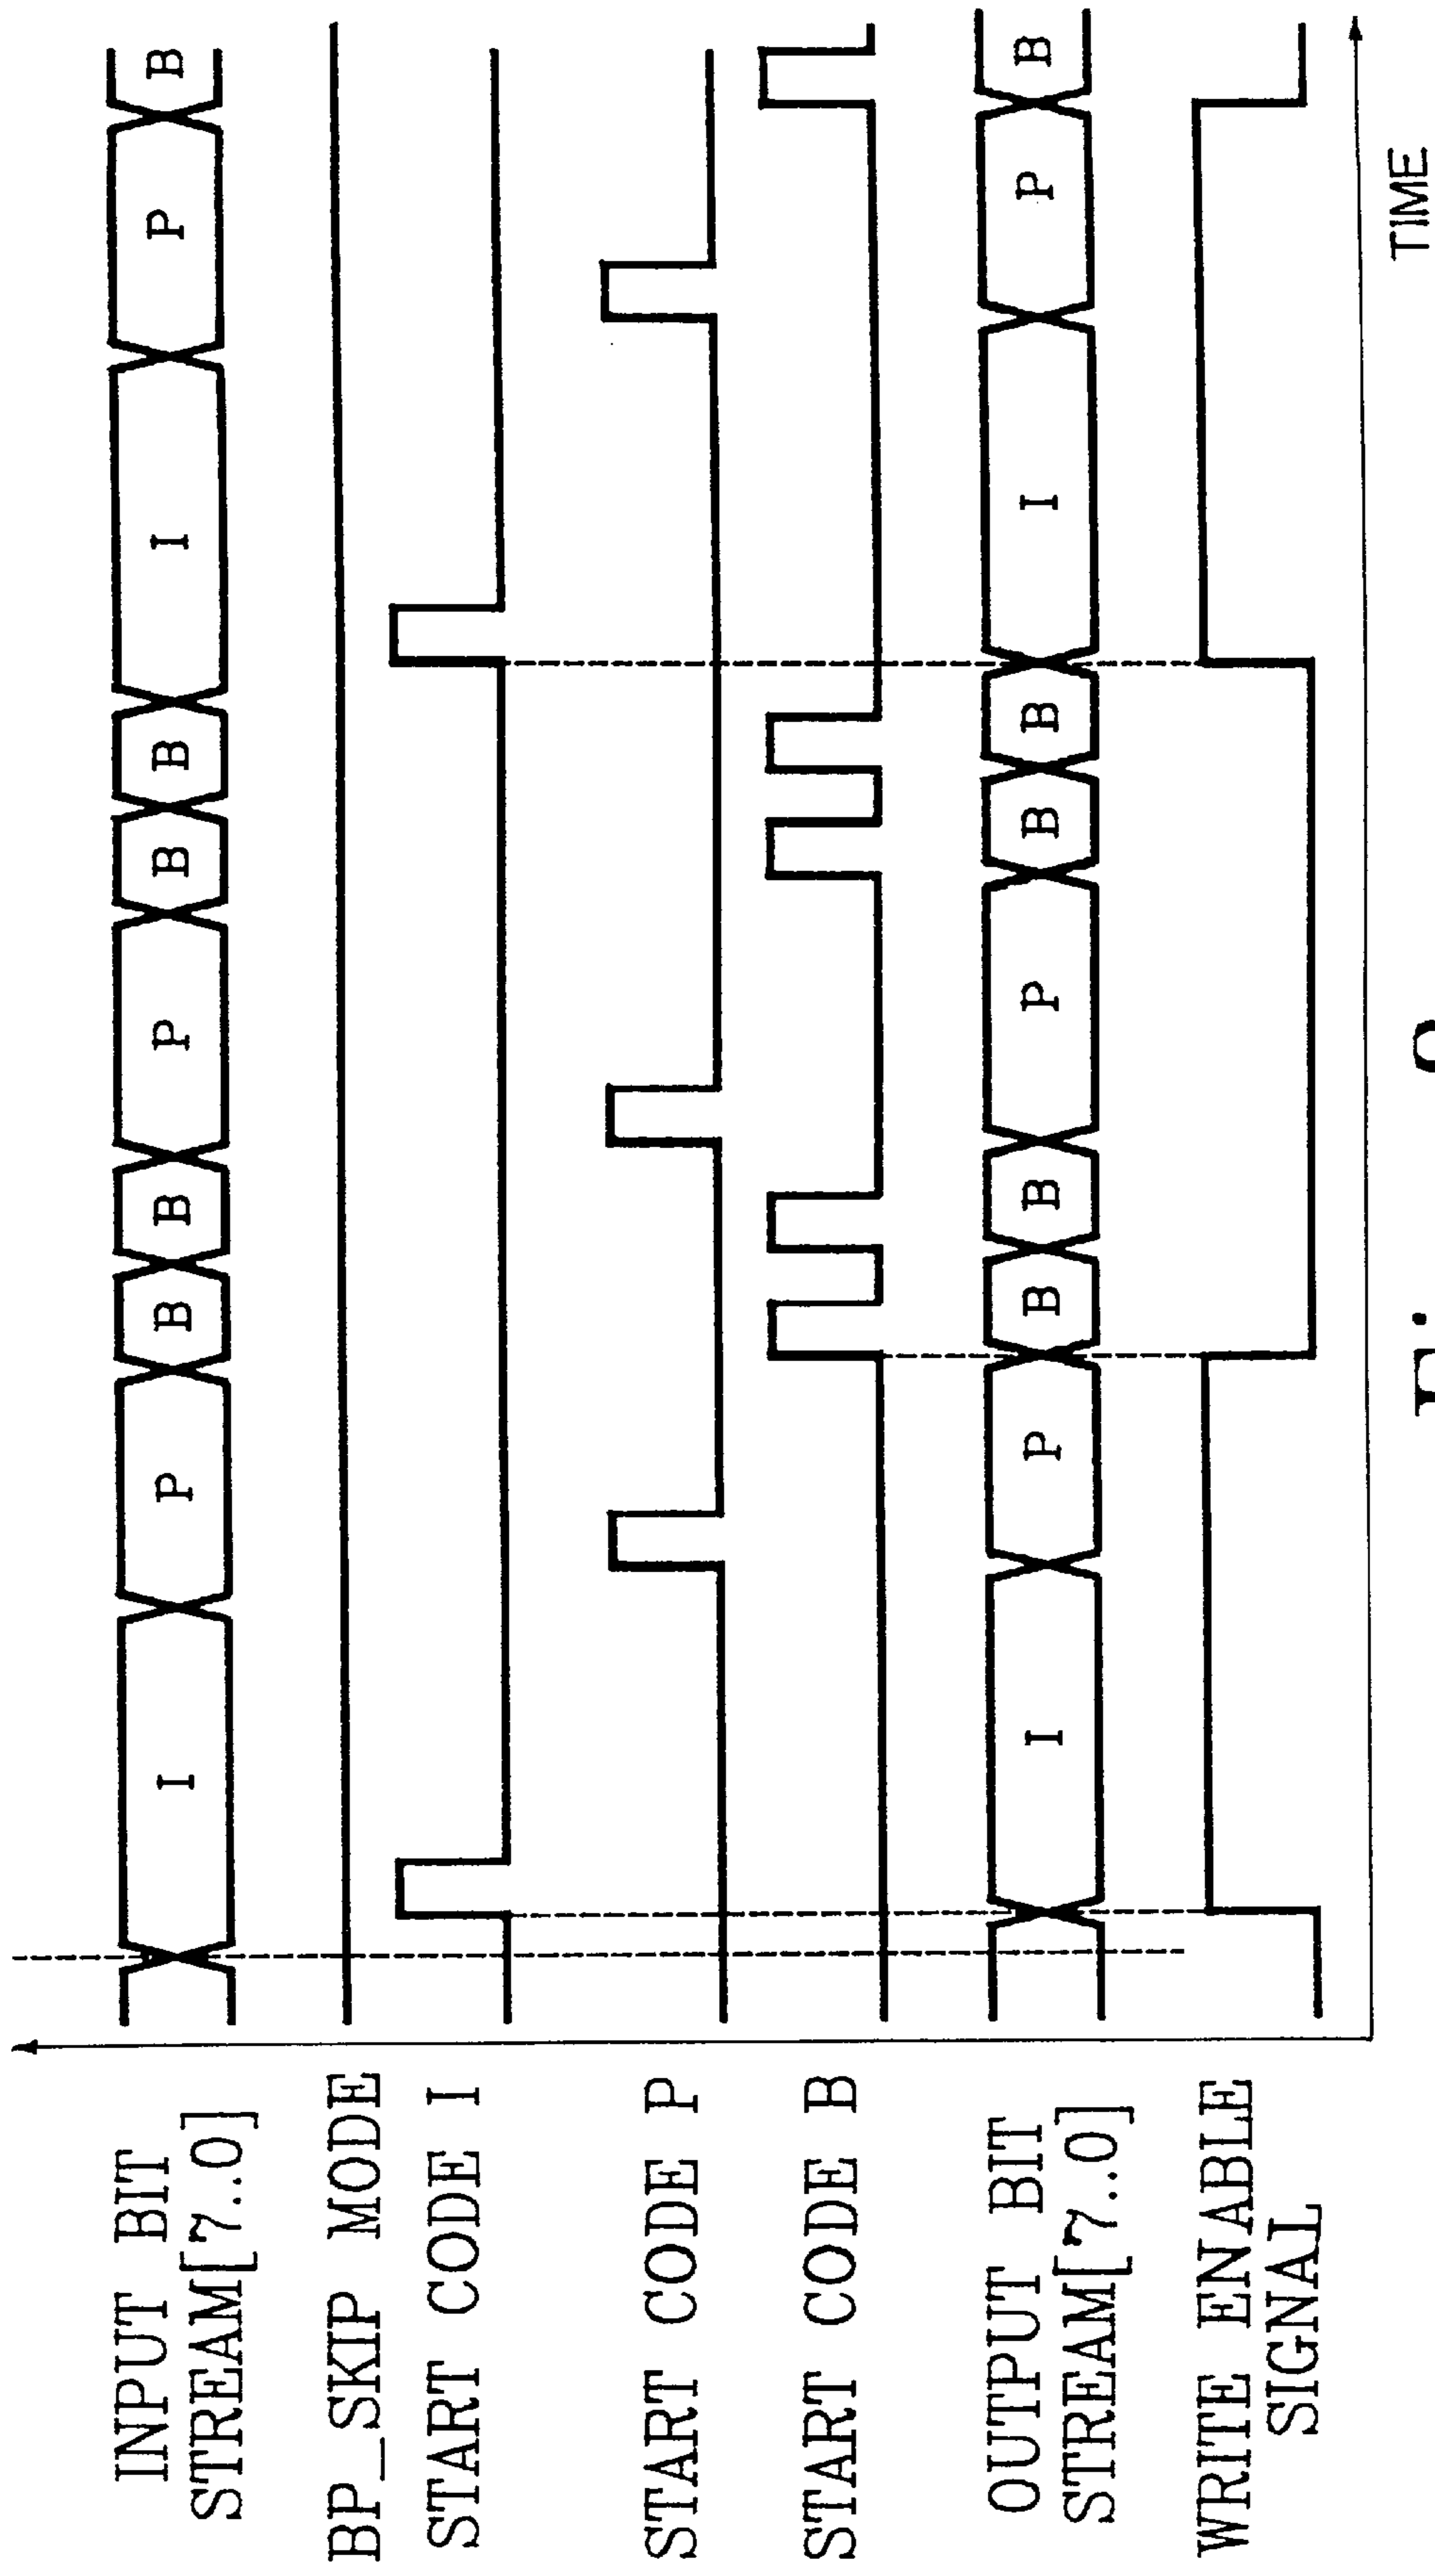 INPUT BIT
STREAM[7..0]
I P B B P B B I P B
BP_SKIP MODE
START CODE I
START CODE P
START CODE B
OUTPUT BIT
STREAM[7..0]
I P B B P B B I P B
WRITE ENABLE
SIGNAL
TIME